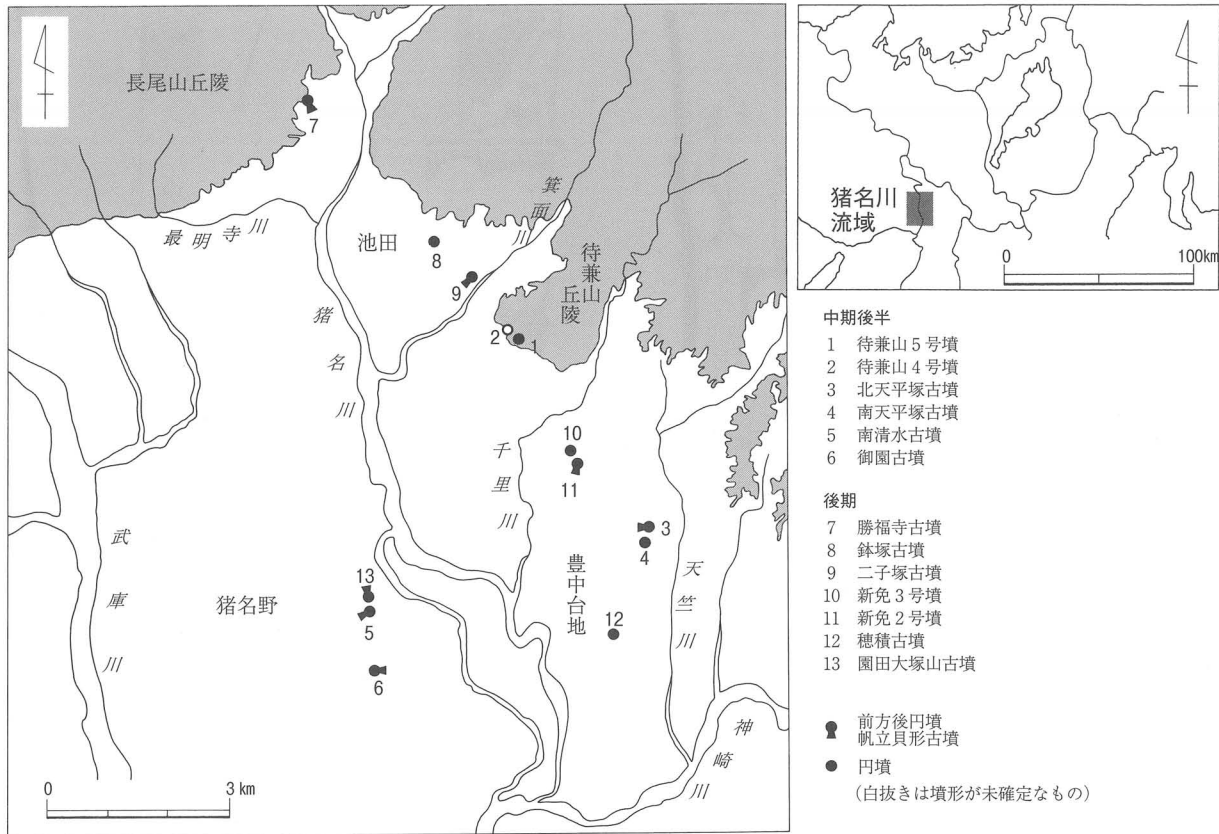 長尾山丘陵
7
最明寺川
池田
8
9
箕面川
待兼山
丘陵
2
1
猪名川
千里川
10
11
3
4
豊中台地
天竺川
12
武庫川
猪名野
13
5
6
神崎川
0
3 km
猪名川
流域
0
100km
中期後半
1 待兼山5号墳
2 待兼山4号墳
3 北天平塚古墳
4 南天平塚古墳
5 南清水古墳
6 御園古墳
後期
7 勝福寺古墳
8 鉢塚古墳
9 二子塚古墳
10 新免3号墳
11 新免2号墳
12 穂積古墳
13 園田大塚山古墳
前方後円墳
帆立貝形古墳
円墳
(白抜きは墳形が未確定なもの)